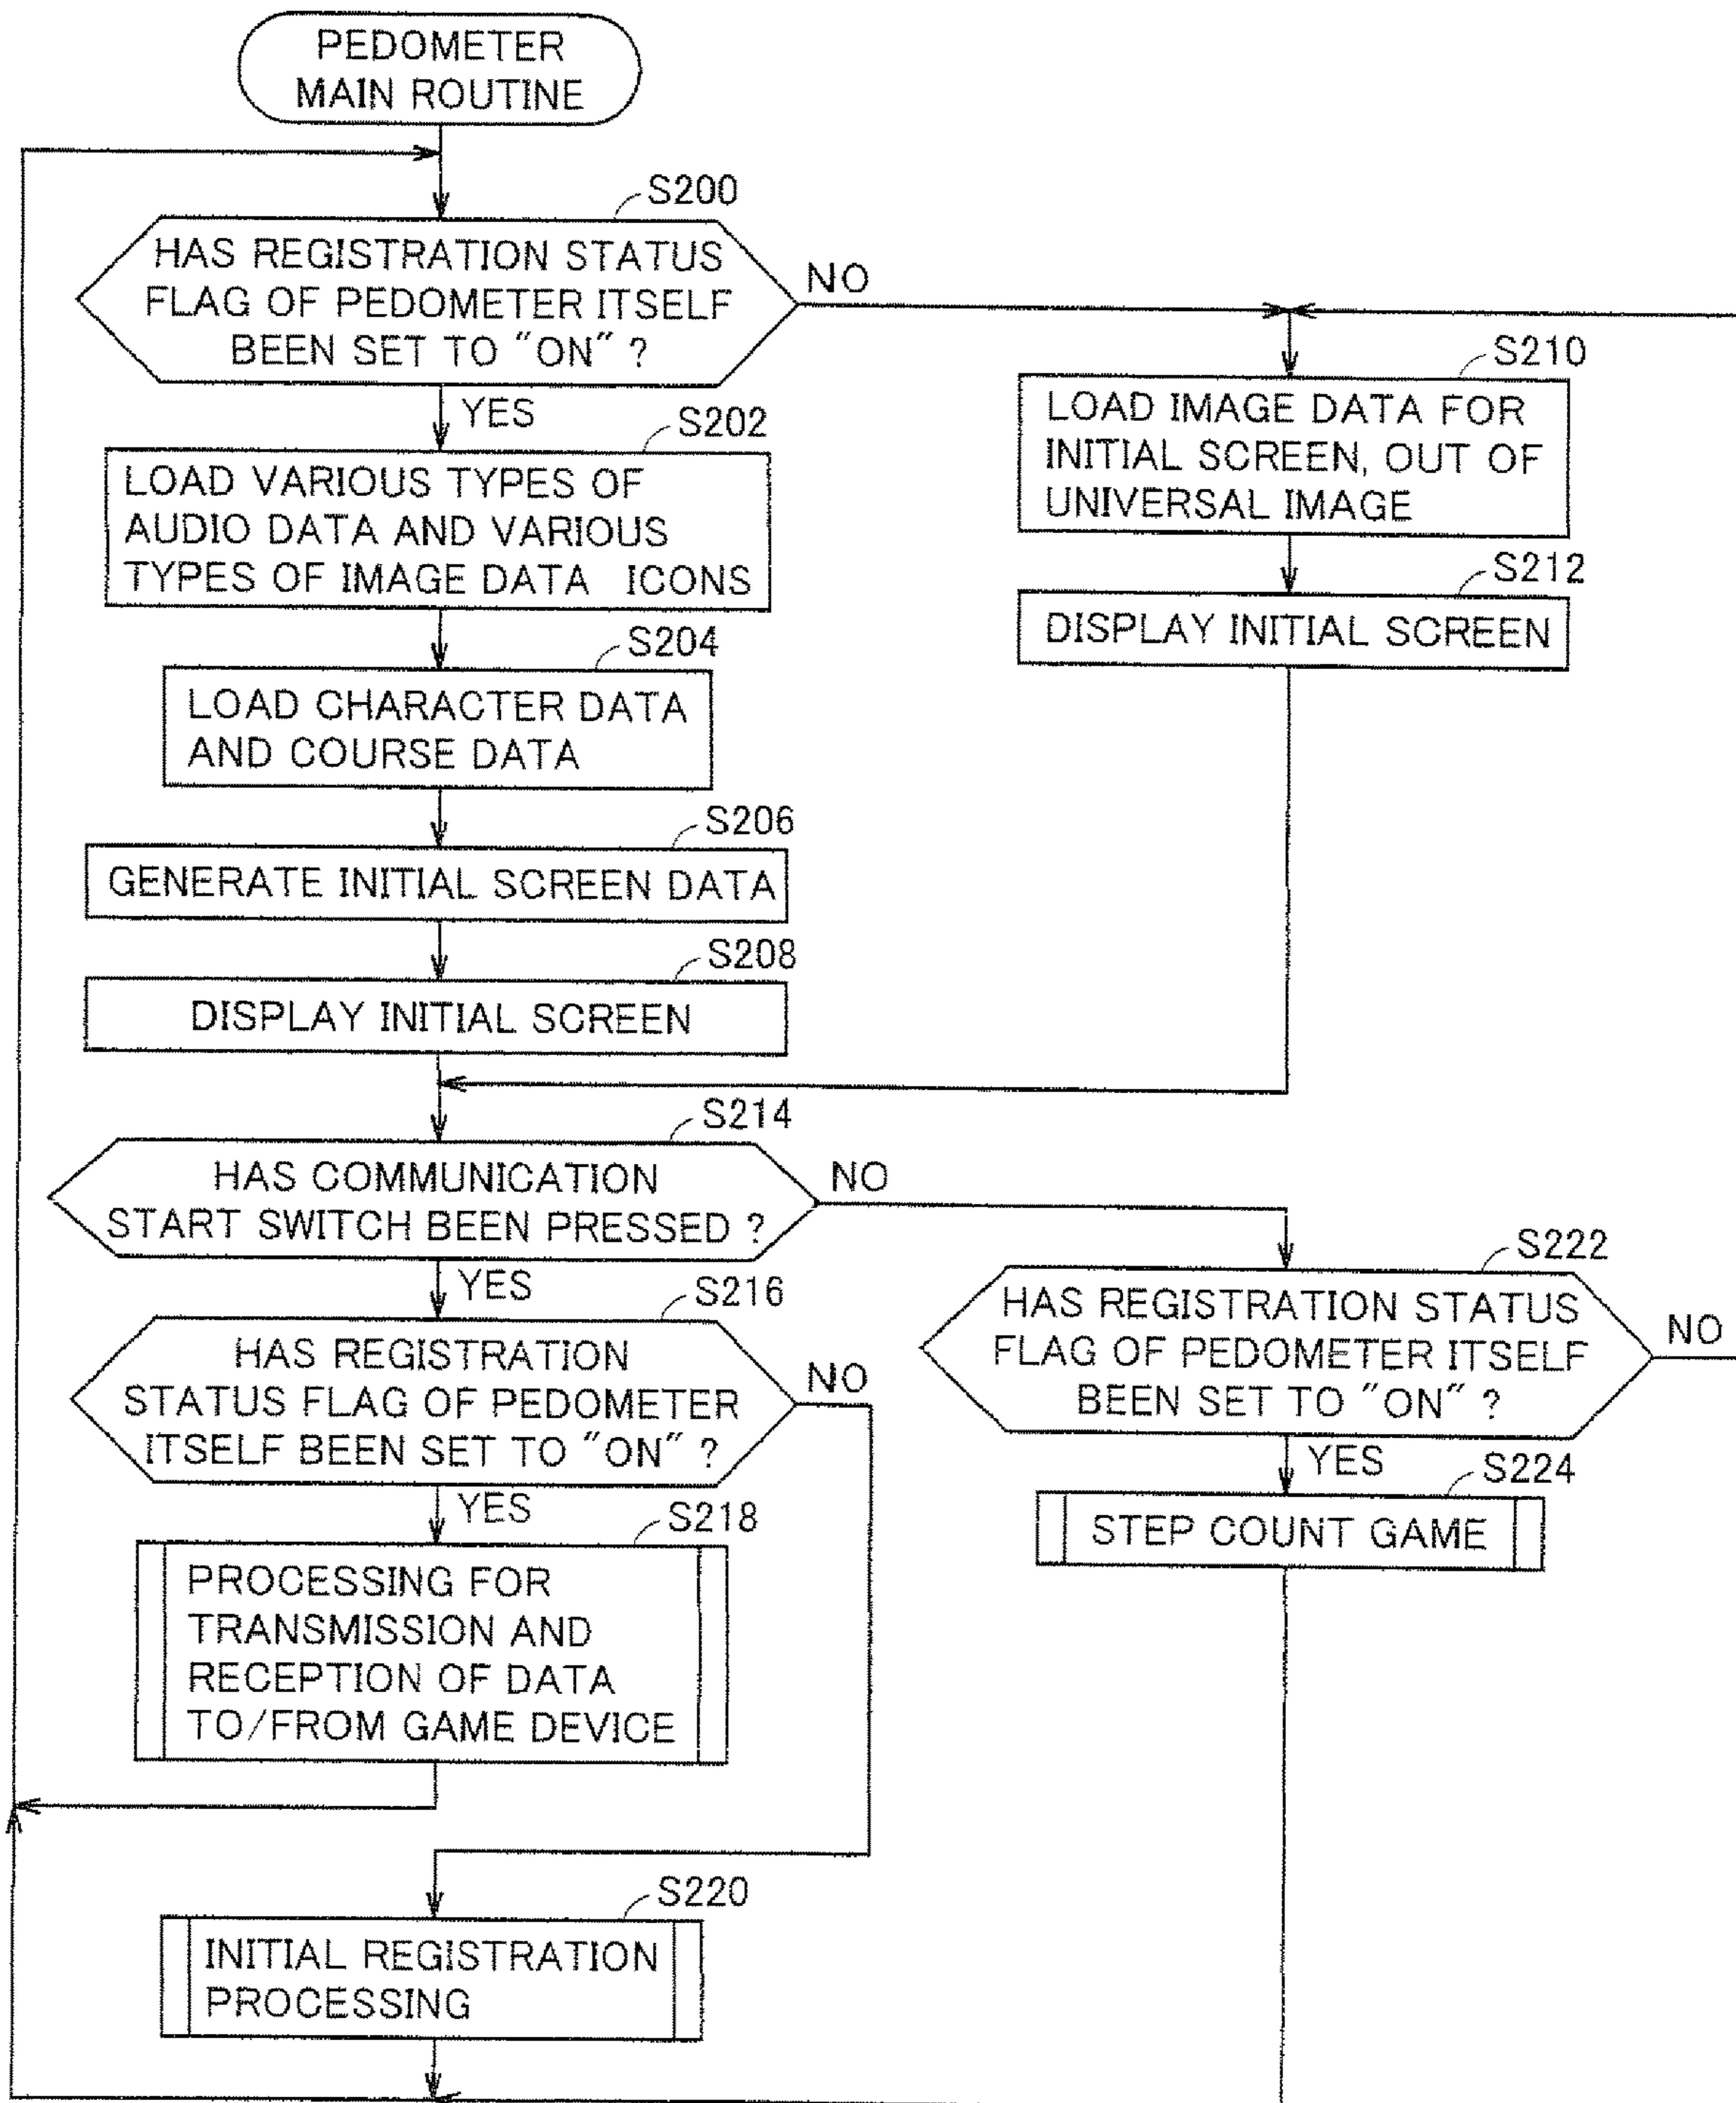 PEDOMETER
MAIN ROUTINE
S200
HAS REGISTRATION STATUS
FLAG OF PEDOMETER ITSELF
BEEN SET TO "ON" ?
NO
YES
S202
LOAD VARIOUS TYPES OF
AUDIO DATA AND VARIOUS
TYPES OF IMAGE DATA ICONS
S204
LOAD CHARACTER DATA
AND COURSE DATA
S206
GENERATE INITIAL SCREEN DATA
S208
DISPLAY INITIAL SCREEN
S210
LOAD IMAGE DATA FOR
INITIAL SCREEN, OUT OF
UNIVERSAL IMAGE
S212
DISPLAY INITIAL SCREEN
S214
HAS COMMUNICATION
START SWITCH BEEN PRESSED ?
NO
YES
S216
HAS REGISTRATION
STATUS FLAG OF PEDOMETER
ITSELF BEEN SET TO "ON" ?
NO
YES
S218
PROCESSING FOR
TRANSMISSION AND
RECEPTION OF DATA
TO/FROM GAME DEVICE
S220
INITIAL REGISTRATION
PROCESSING
S222
HAS REGISTRATION STATUS
FLAG OF PEDOMETER ITSELF
BEEN SET TO "ON" ?
NO
YES
S224
STEP COUNT GAME